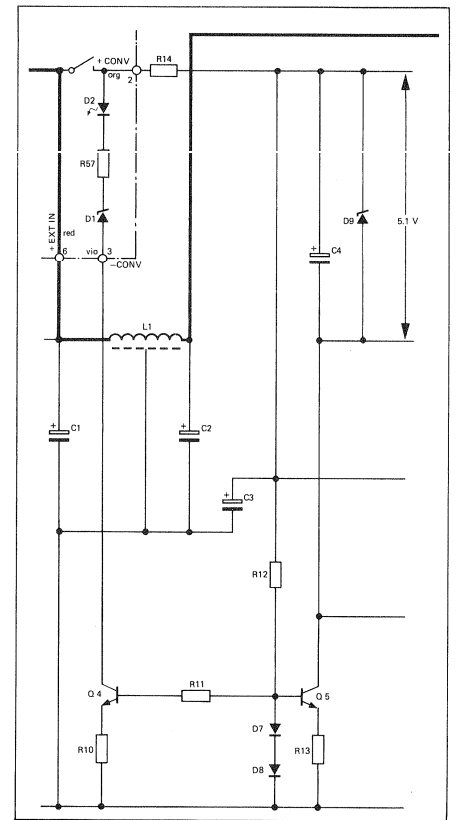 + CONV
R14
org
2
D2
R57
D1
D9
5.1 V
+ EXT IN
red
vio
6
3
–CONV
C4
L1
C1
C2
C3
R12
R11
Q 4
Q 5
D7
R10
R13
D8